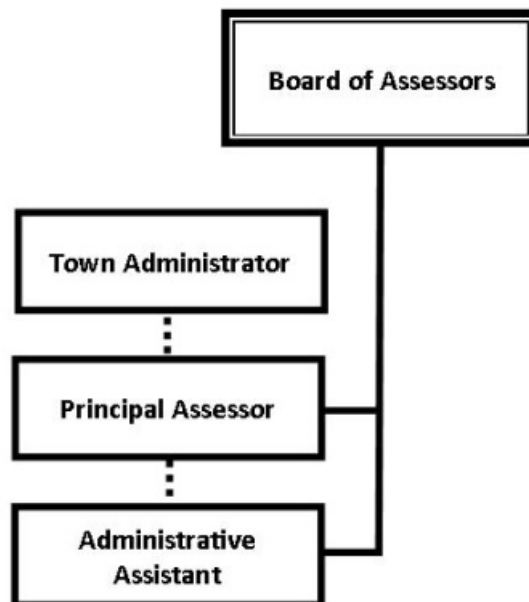 Board of Assessors
Town Administrator
Principal Assessor
Administrative
Assistant